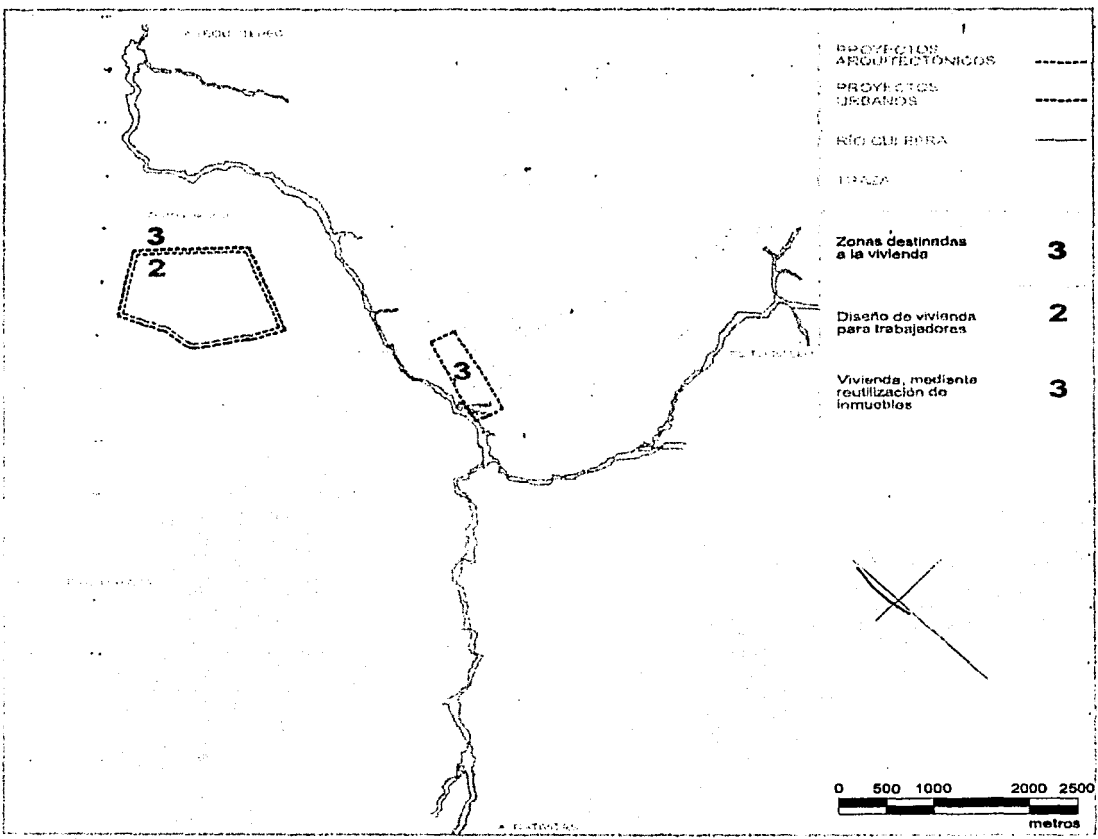 PROYECTOS
ARQUITECTÓNICOS
PROYECTOS
URBANOS
RÍO
TRAZA
3
2
3
Zonas destinadas
a la vivienda
3
Diseño de vivienda
para trabajadores
2
Vivienda, mediante
reutilización de
inmuebles
3
0 500 1000 2000 2500
metros